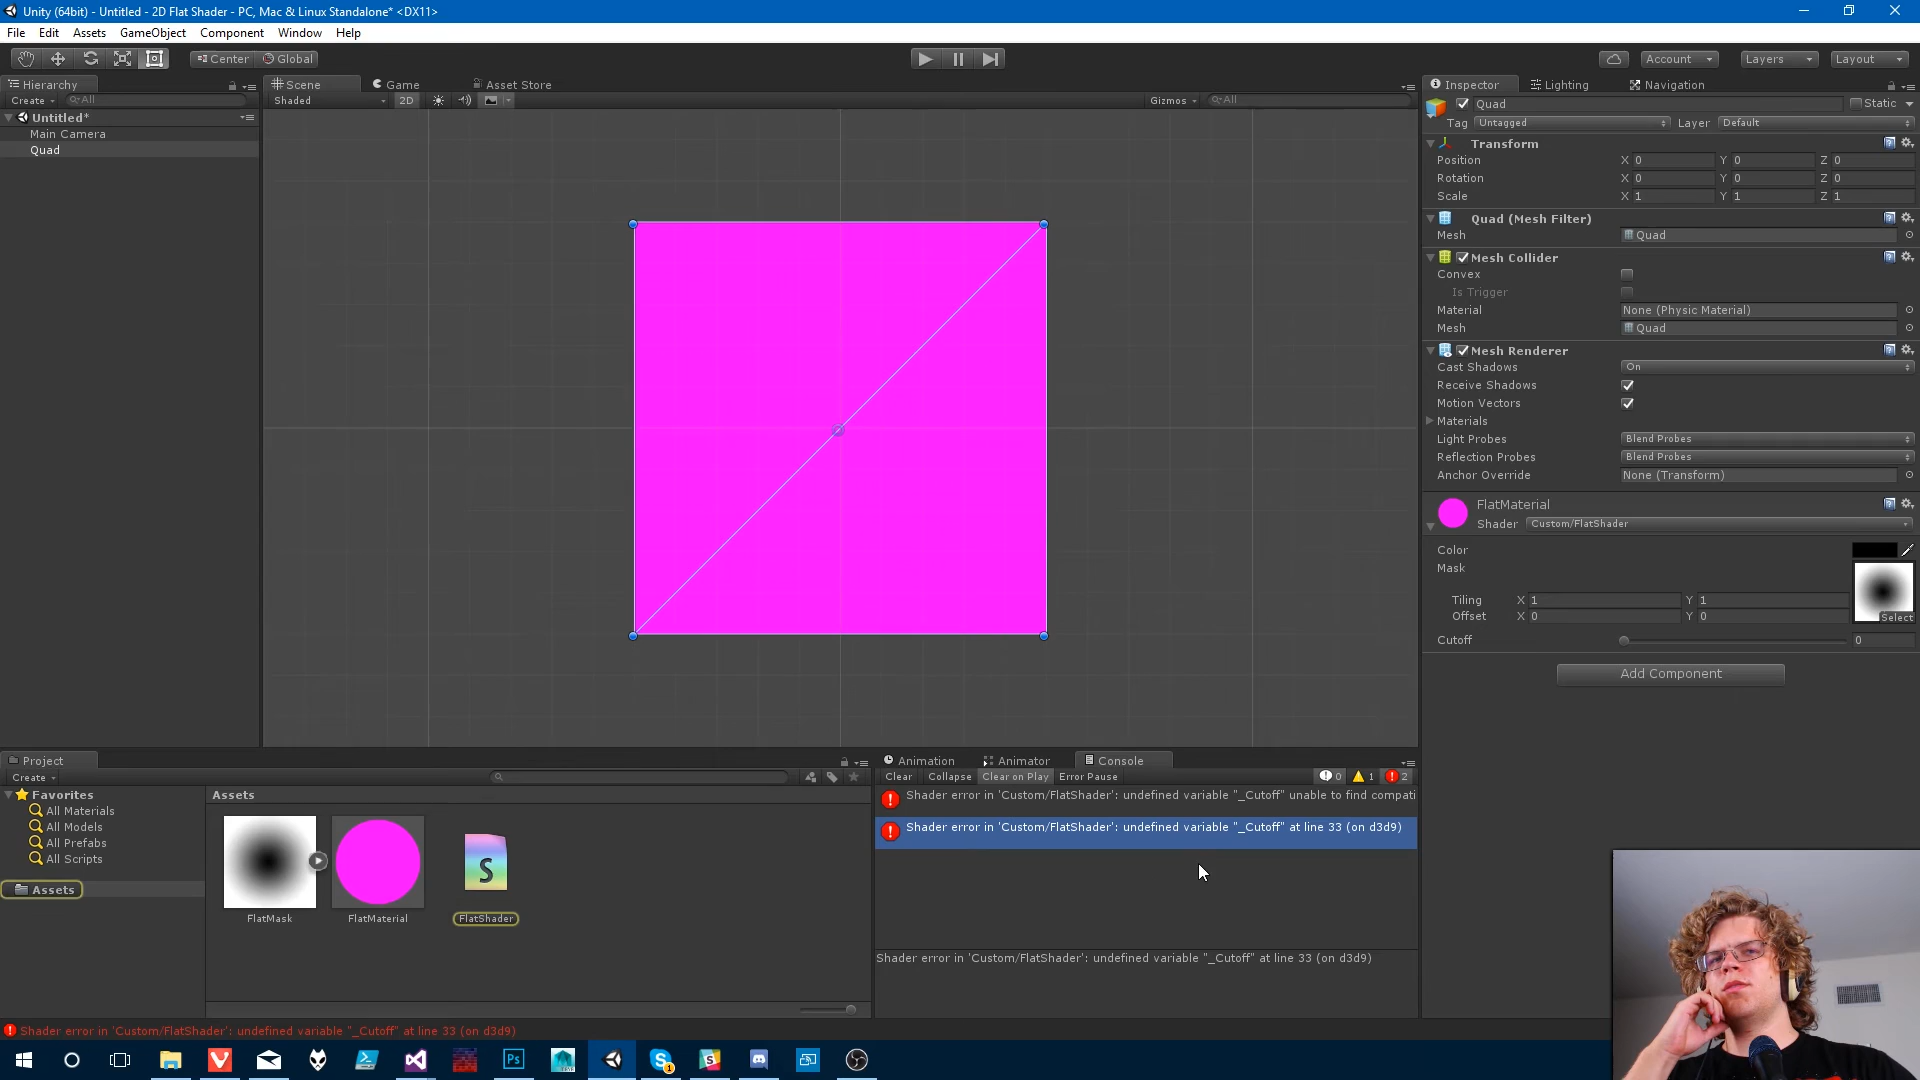 Unity (64bit) - Untitled - 2D Flat Shader - PC, Mac & Linux Standalone* <DX11>
File Edit Assets GameObject Component Window Help
Center Global
Account Layers Layout
Hierarchy
Create All
Untitled*
Main Camera
Quad
Scene Game Asset Store
Shaded 2D Gizmos All
Inspector Lighting Navigation
Quad Static
Tag Untagged Layer Default
Transform
Position X 0 Y 0 Z 0
Rotation X 0 Y 0 Z 0
Scale X 1 Y 1 Z 1
Quad (Mesh Filter)
Mesh Quad
Mesh Collider
Convex
Is Trigger
Material None (Physic Material)
Mesh Quad
Mesh Renderer
Cast Shadows On
Receive Shadows
Motion Vectors
Materials
Light Probes Blend Probes
Reflection Probes Blend Probes
Anchor Override None (Transform)
FlatMaterial
Shader Custom/FlatShader
Color
Mask
Tiling X 1 Y 1
Offset X 0 Y 0
Select
Cutoff 0
Add Component
Project
Create
Favorites
All Materials
All Models
All Prefabs
All Scripts
Assets
Assets
FlatMask FlatMaterial FlatShader
S
Animation Animator Console
Clear Collapse Clear on Play Error Pause 0 1 2
Shader error in 'Custom/FlatShader': undefined variable "_Cutoff" unable to find compati
Shader error in 'Custom/FlatShader': undefined variable "_Cutoff" at line 33 (on d3d9)
Shader error in 'Custom/FlatShader': undefined variable "_Cutoff" at line 33 (on d3d9)
Shader error in 'Custom/FlatShader': undefined variable "_Cutoff" at line 33 (on d3d9)
Ps
1